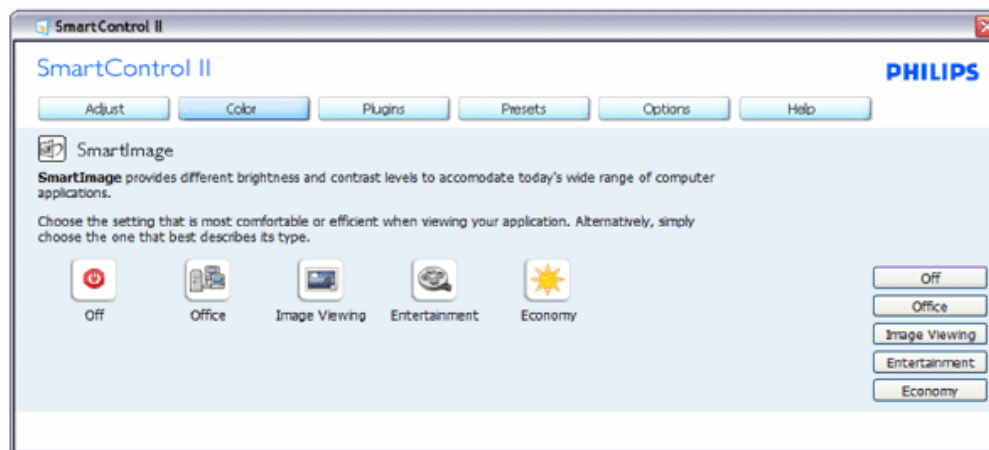 SmartControl II
SmartControl II
PHILIPS
Adjust
Color
Plugins
Presets
Options
Help
SmartImage
SmartImage provides different brightness and contrast levels to accomodate today's wide range of computer
applications.
Choose the setting that is most comfortable or efficient when viewing your application. Alternatively, simply
choose the one that best describes its type.
Off
Office
Image Viewing
Entertainment
Economy
Off
Office
Image Viewing
Entertainment
Economy